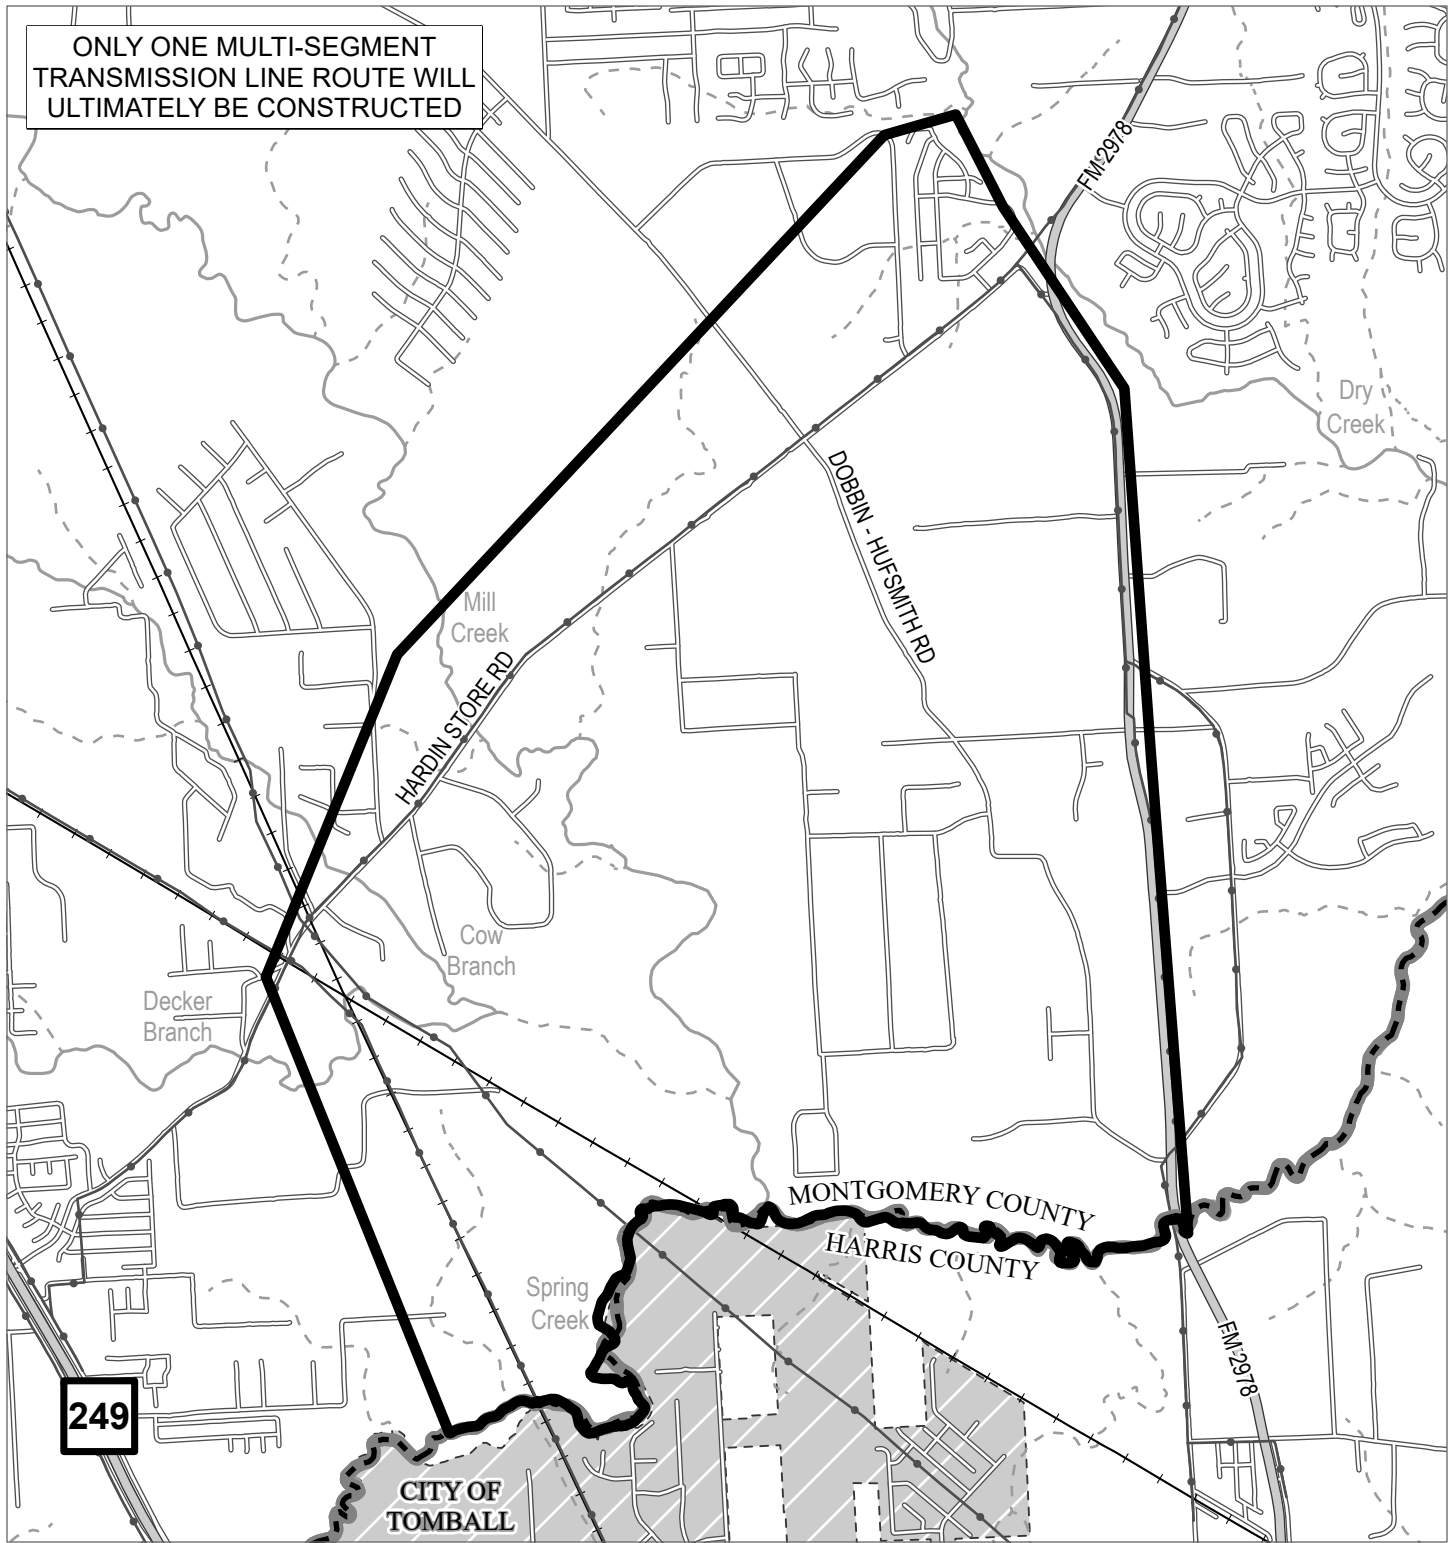 ONLY ONE MULTI-SEGMENT
TRANSMISSION LINE ROUTE WILL
ULTIMATELY BE CONSTRUCTED
FM-2978
Dry
Creek
DOBBIN - HUFSMITH RD
Mill
Creek
HARDIN STORE RD
Cow
Branch
Decker
Branch
MONTGOMERY COUNTY
HARRIS COUNTY
Spring
Creek
FM-2978
249
CITY OF
TOMBALL